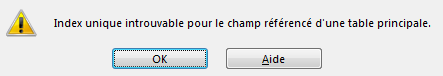 Index unique introuvable pour le champ référencé d'une table principale.
OK
Aide